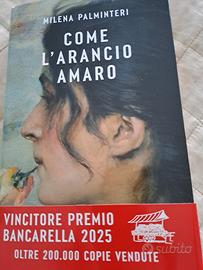 MILENA PALMINTERI
COME
L'ARANCIO
AMARO
VINCITORE PREMIO
BANCARELLA 2025
OLTRE 200.000 COPIE VENDUTE
subito